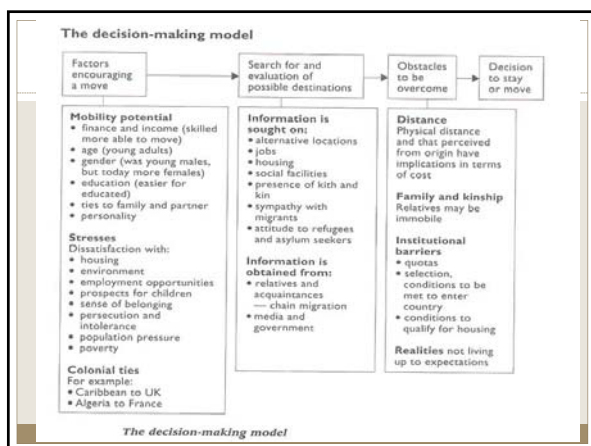 The decision-making model
Factors
encouraging
a move
Search for and
evaluation of
possible destinations
Obstacles
to be
overcome
Decision
to stay
or move
Mobility potential
• finance and income (skilled
more able to move)
• age (young adults)
• gender (was young males,
but today more females)
• education (easier for
educated)
• ties to family and partner
• personality
Stresses
Dissatisfaction with:
• housing
• environment
• employment opportunities
• prospects for children
• sense of belonging
• persecution and
intolerance
• population pressure
• poverty
Colonial ties
For example:
• Caribbean to UK
• Algeria to France
Information is
sought on:
• alternative locations
• jobs
• housing
• social facilities
• presence of kith and
kin
• sympathy with
migrants
• attitude to refugees
and asylum seekers
Information is
obtained from:
• relatives and
acquaintances
— chain migration
• media and
government
Distance
Physical distance
and that perceived
from origin have
implications in terms
of cost
Family and kinship
Relatives may be
immobile
Institutional
barriers
• quotas
• selection,
conditions to be
met to enter
country
• conditions to
qualify for housing
Realities not living
up to expectations
The decision-making model